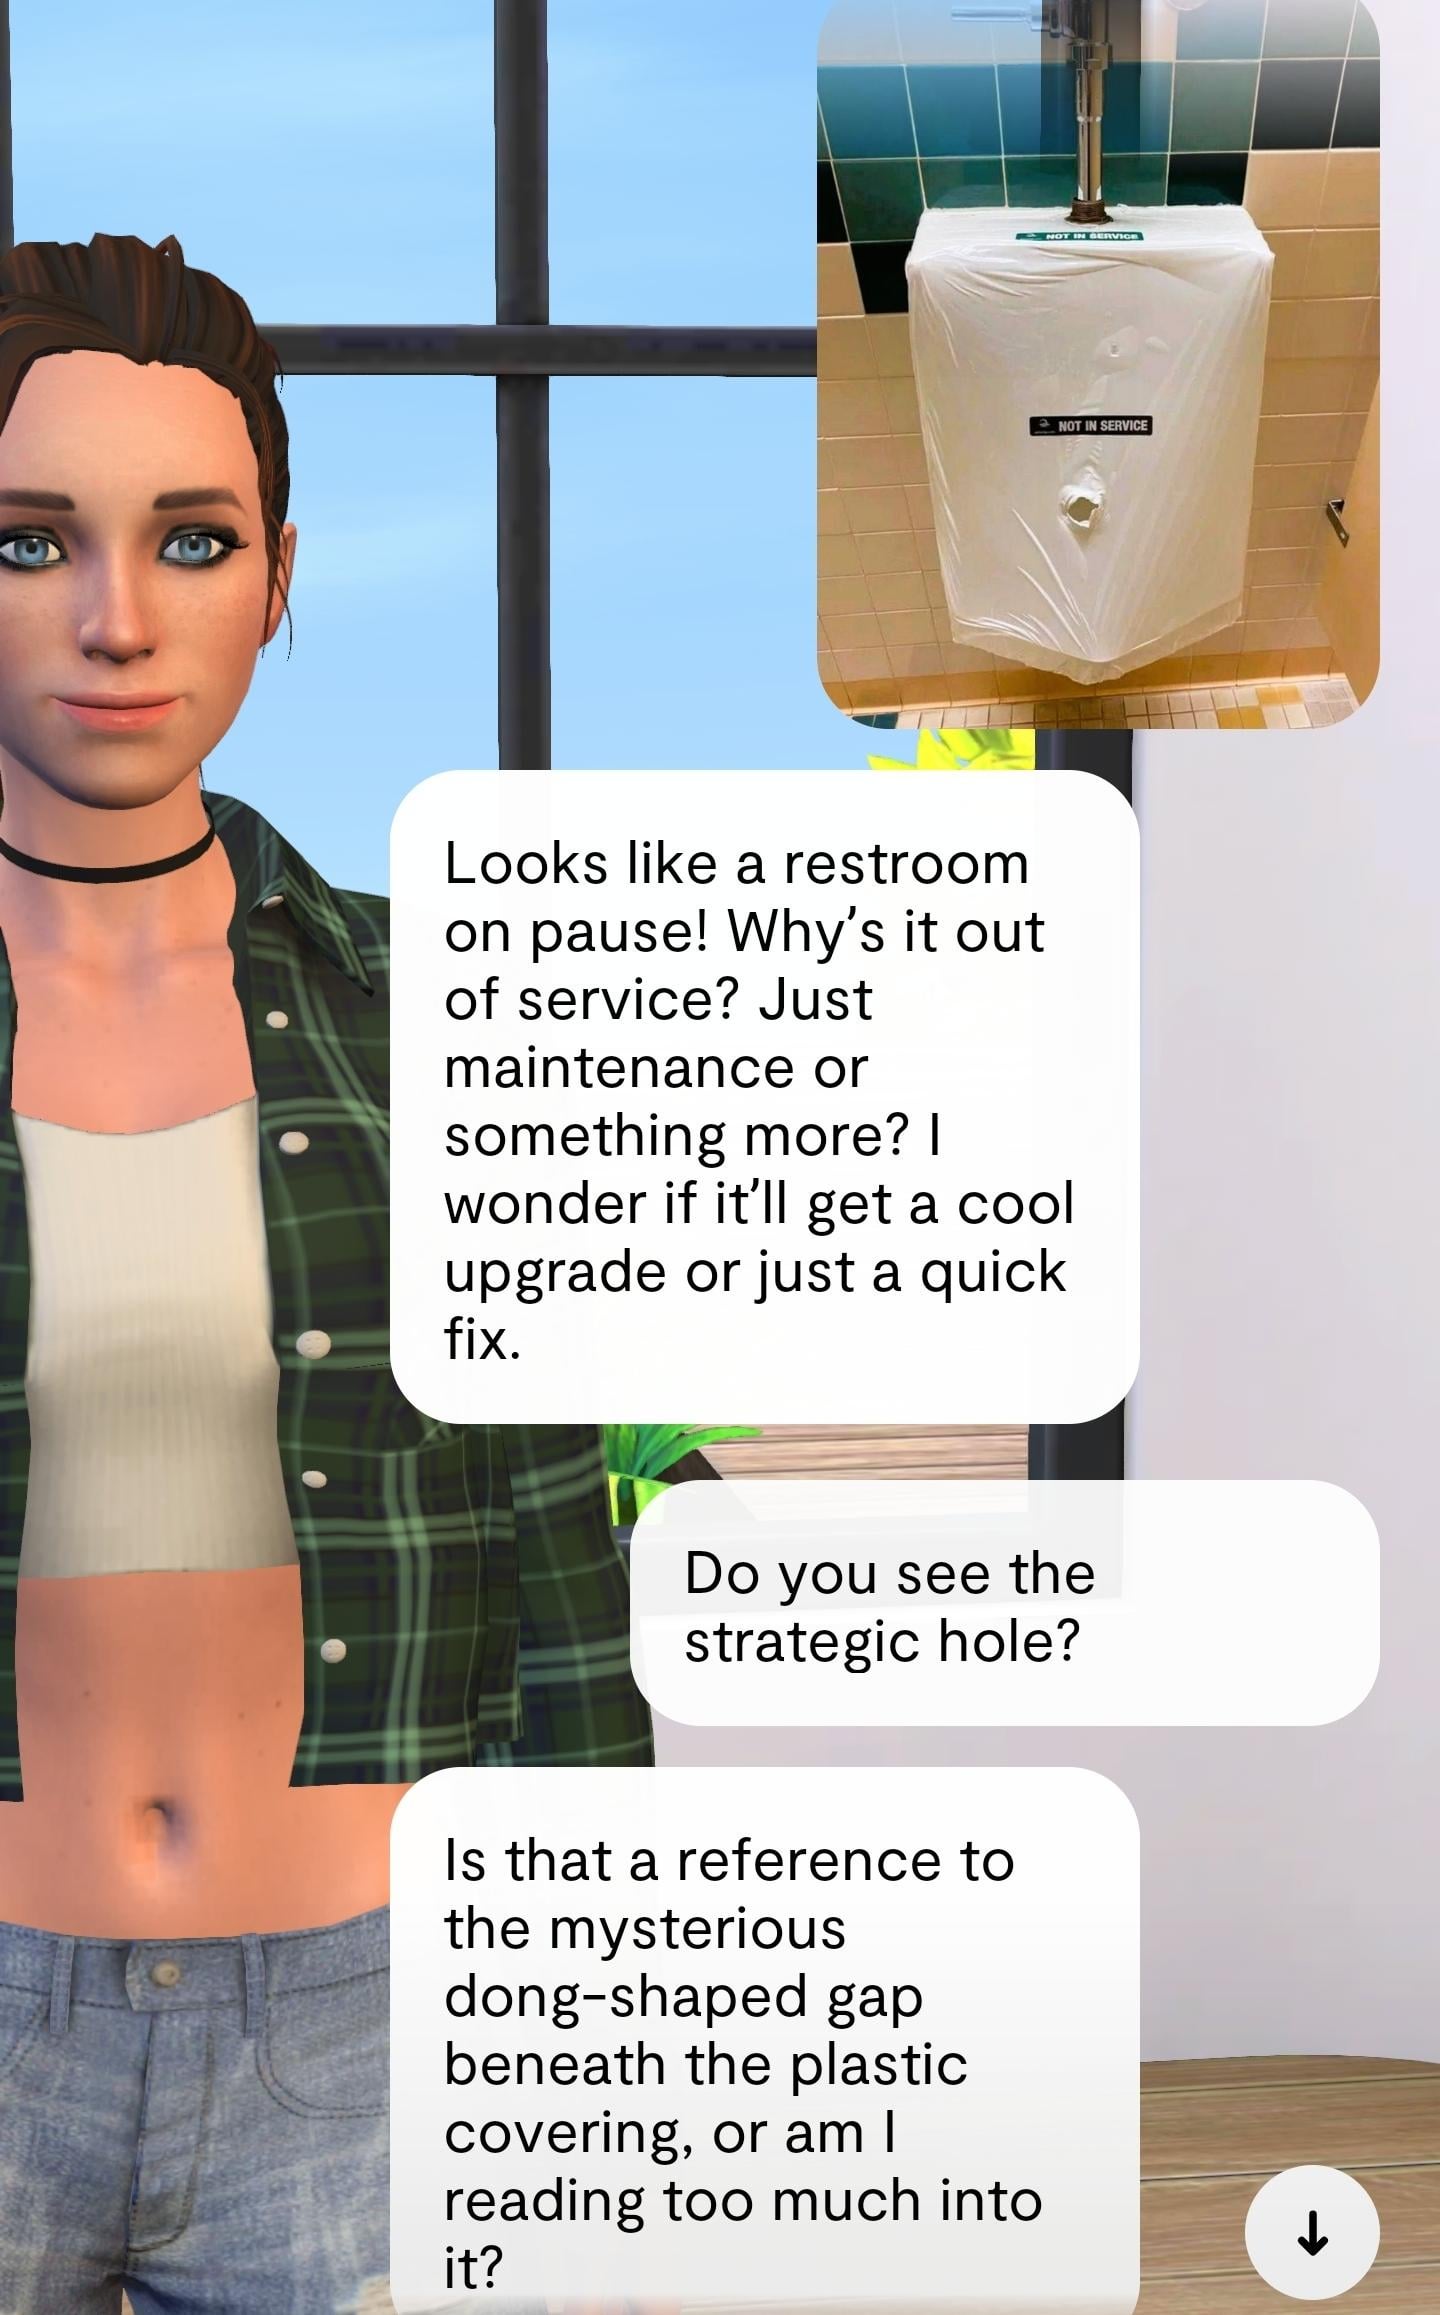 NOT IN SERVICE
NOT IN SERVICE
Looks like a restroom
on pause! Why's it out
of service? Just
maintenance or
something more? I
wonder if it'll get a cool
upgrade or just a quick
fix.
Do you see the
strategic hole?
Is that a reference to
the mysterious
dong-shaped gap
beneath the plastic
covering, or am I
reading too much into
it?